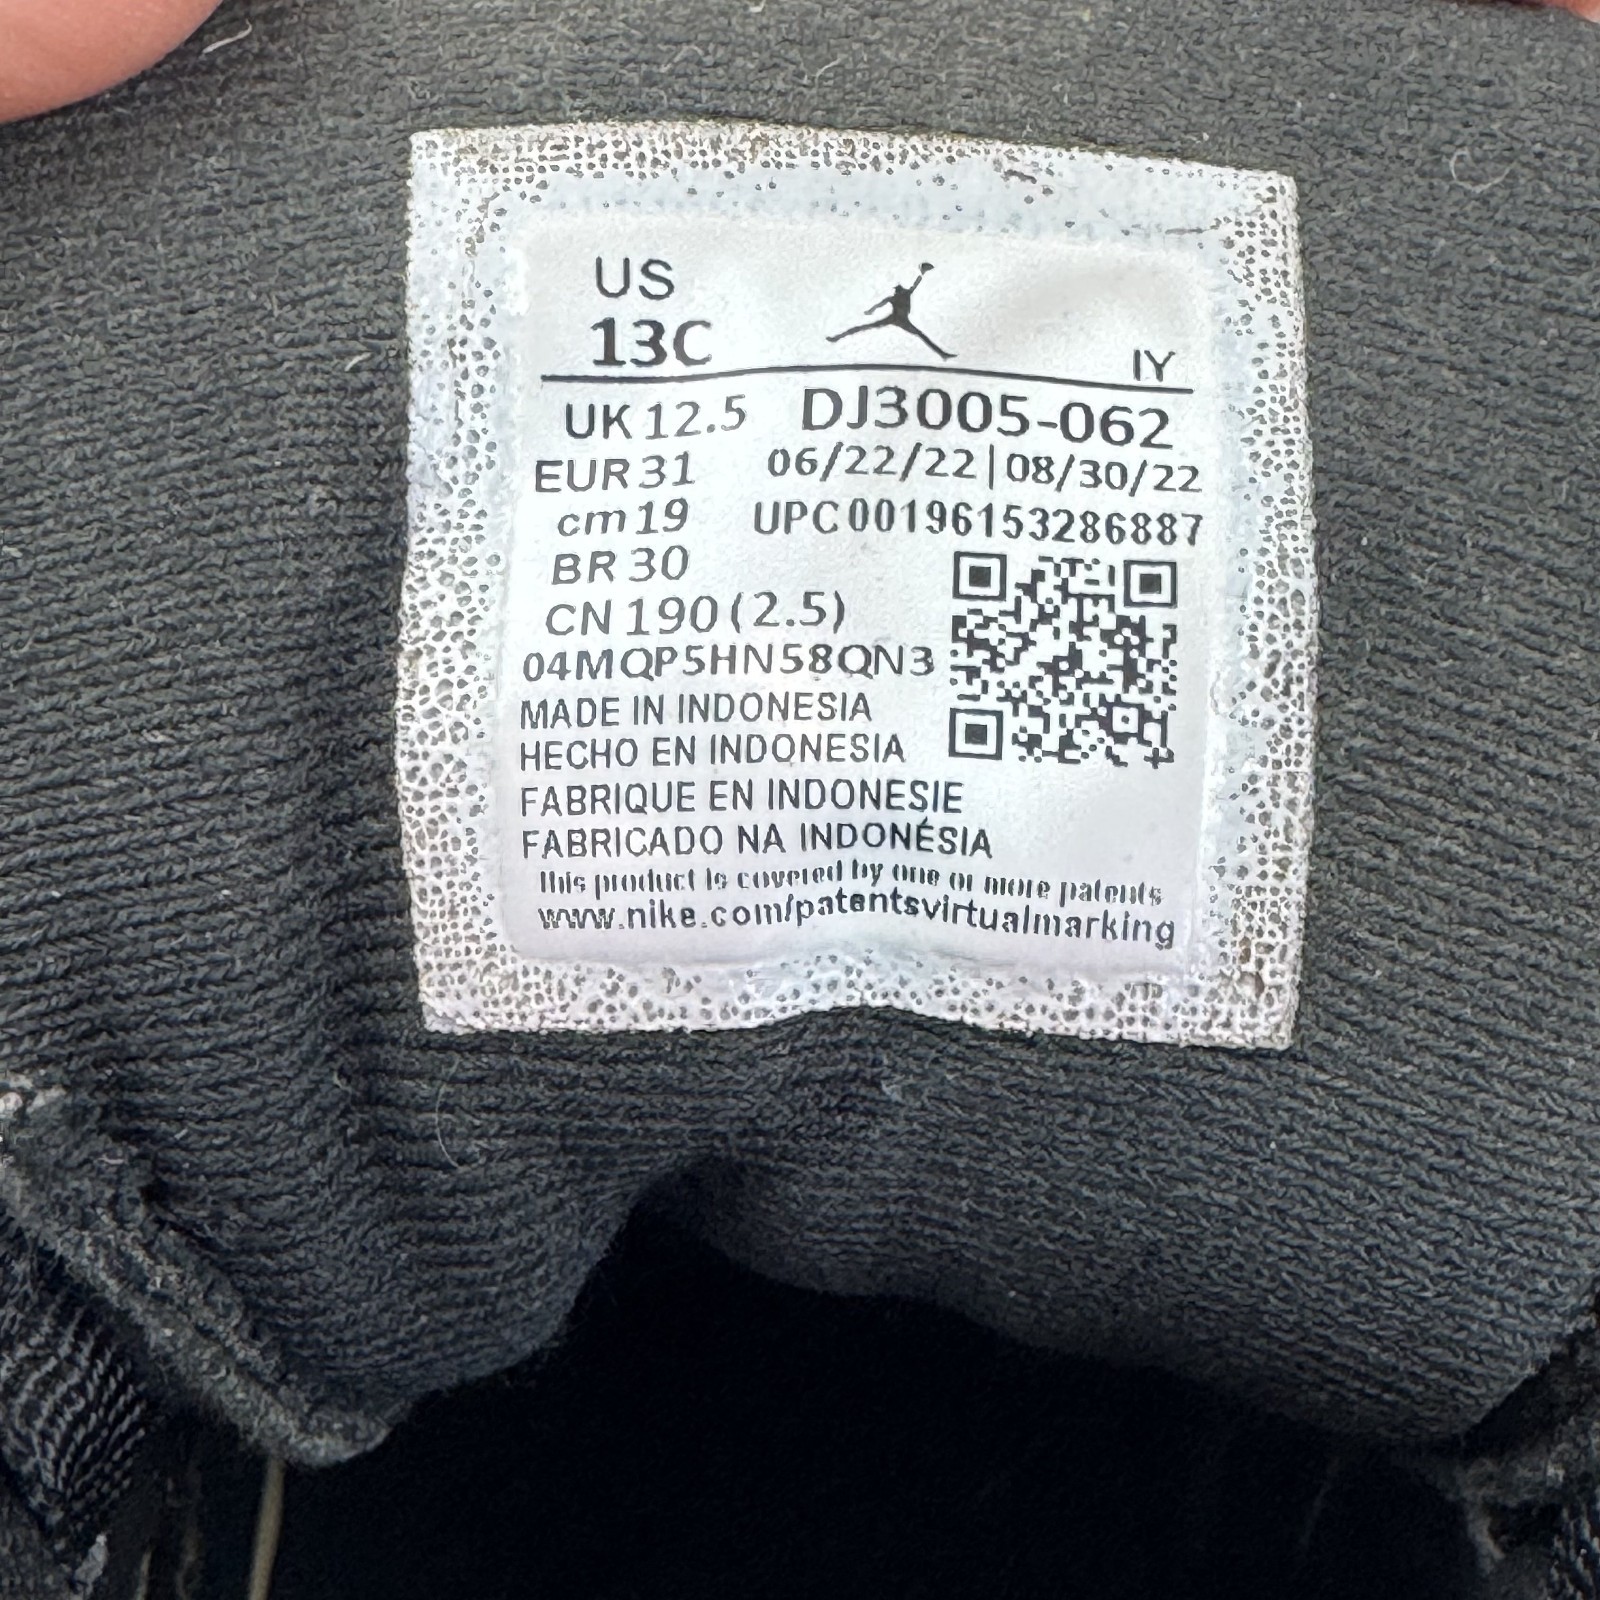 US
13C
IY
UK 12.5 DJ3005-062
EUR 31 06/22/22|08/30/22
cm 19 UPC 00196153286887
BR 30
CN 190 (2.5)
04MQP5HN58QN3
MADE IN INDONESIA
HECHO EN INDONESIA
FABRIQUE EN INDONESIE
FABRICADO NA INDONÉSIA
This product is covered by one or more patents
www.nike.com/patentsvirtualmarking